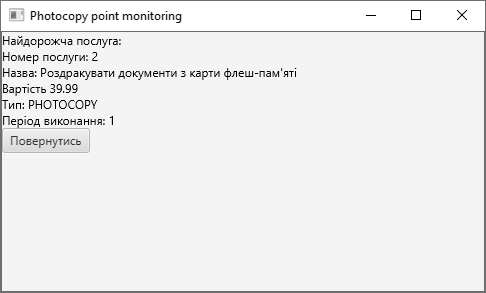 Photocopy point monitoring
Найдорожча послуга:
Номер послуги: 2
Назва: Роздракувати документи з карти флеш-пам'яті
Вартість 39.99
Тип: PHOTOCOPY
Період виконання: 1
Повернутись